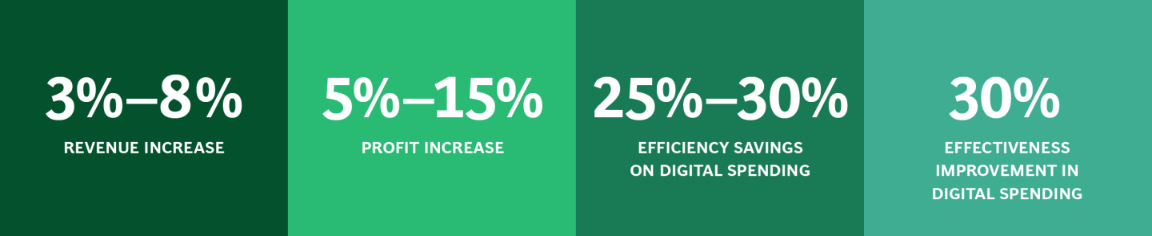 3%–8%
REVENUE INCREASE
5%–15%
PROFIT INCREASE
25%–30%
EFFICIENCY SAVINGS
ON DIGITAL SPENDING
30%
EFFECTIVENESS
IMPROVEMENT IN
DIGITAL SPENDING